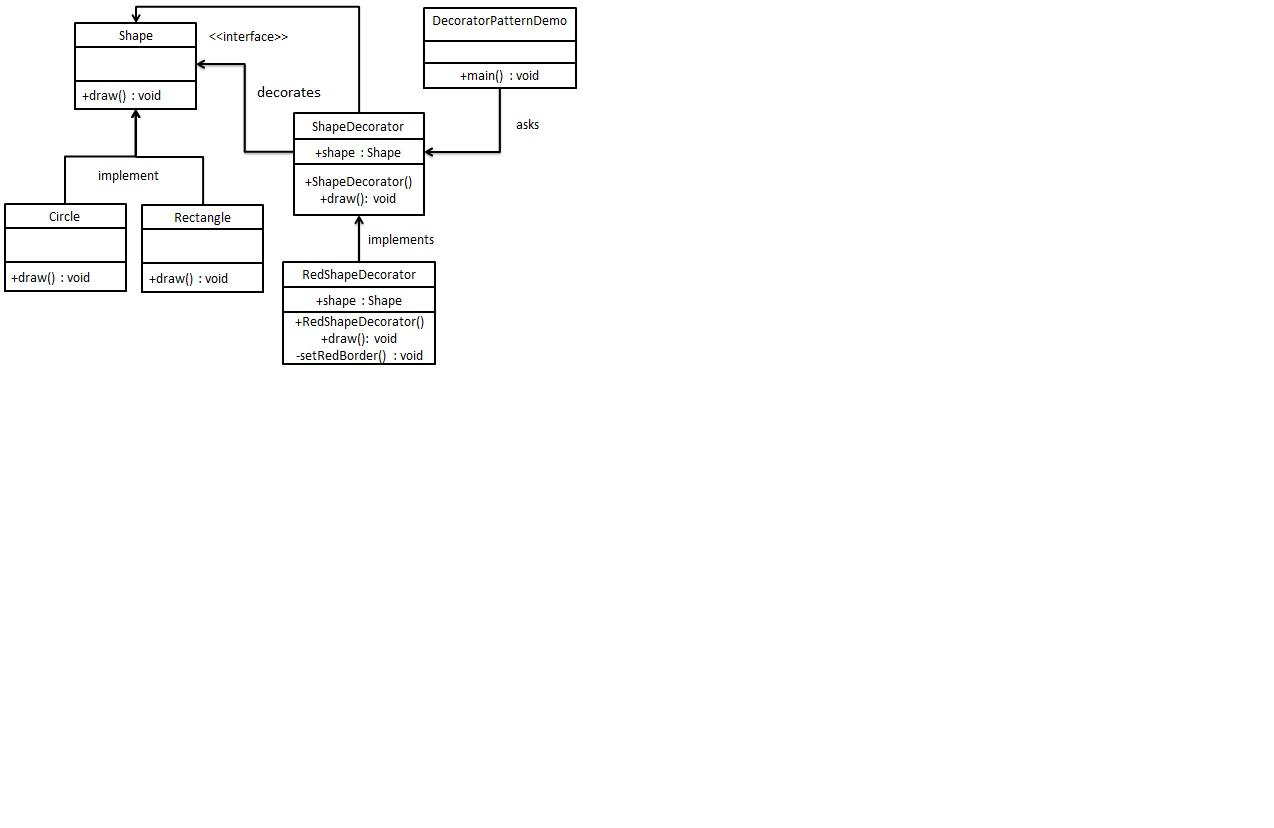 Shape
<<interface>>
+draw() : void
decorates
DecoratorPatternDemo
+main() : void
asks
ShapeDecorator
+shape : Shape
+ShapeDecorator()
+draw(): void
implement
Circle
+draw() : void
Rectangle
+draw() : void
implements
RedShapeDecorator
+shape : Shape
+RedShapeDecorator()
+draw(): void
-setRedBorder() : void